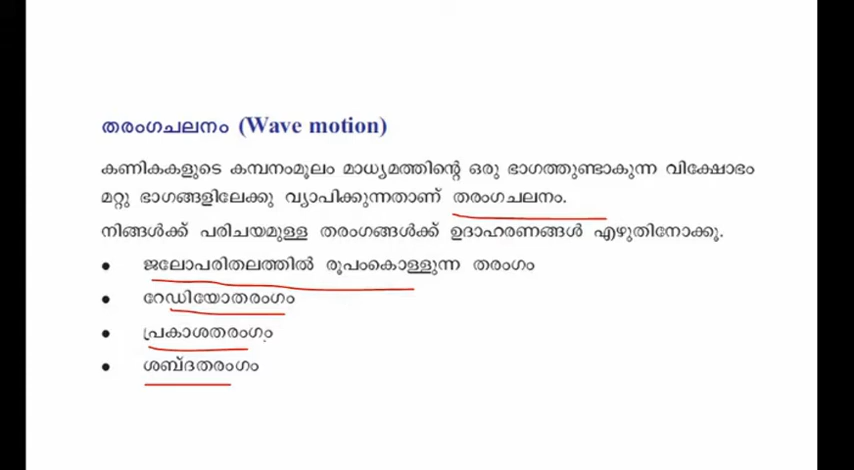 തരംഗചലനം (Wave motion)
കണികകളുടെ കമ്പനംമൂലം മാധ്യമത്തിന്റെ ഒരു ഭാഗത്തുണ്ടാകുന്ന വിക്ഷോഭം
മറ്റു ഭാഗങ്ങളിലേക്കു വ്യാപിക്കുന്നതാണ് തരംഗചലനം.
നിങ്ങൾക്ക് പരിചയമുള്ള തരംഗങ്ങൾക്ക് ഉദാഹരണങ്ങൾ എഴുതിനോക്കൂ.
• ജലോപരിതലത്തിൽ രൂപംകൊള്ളുന്ന തരംഗം
• റേഡിയോതരംഗം
• പ്രകാശതരംഗം
• ശബ്ദതരംഗം